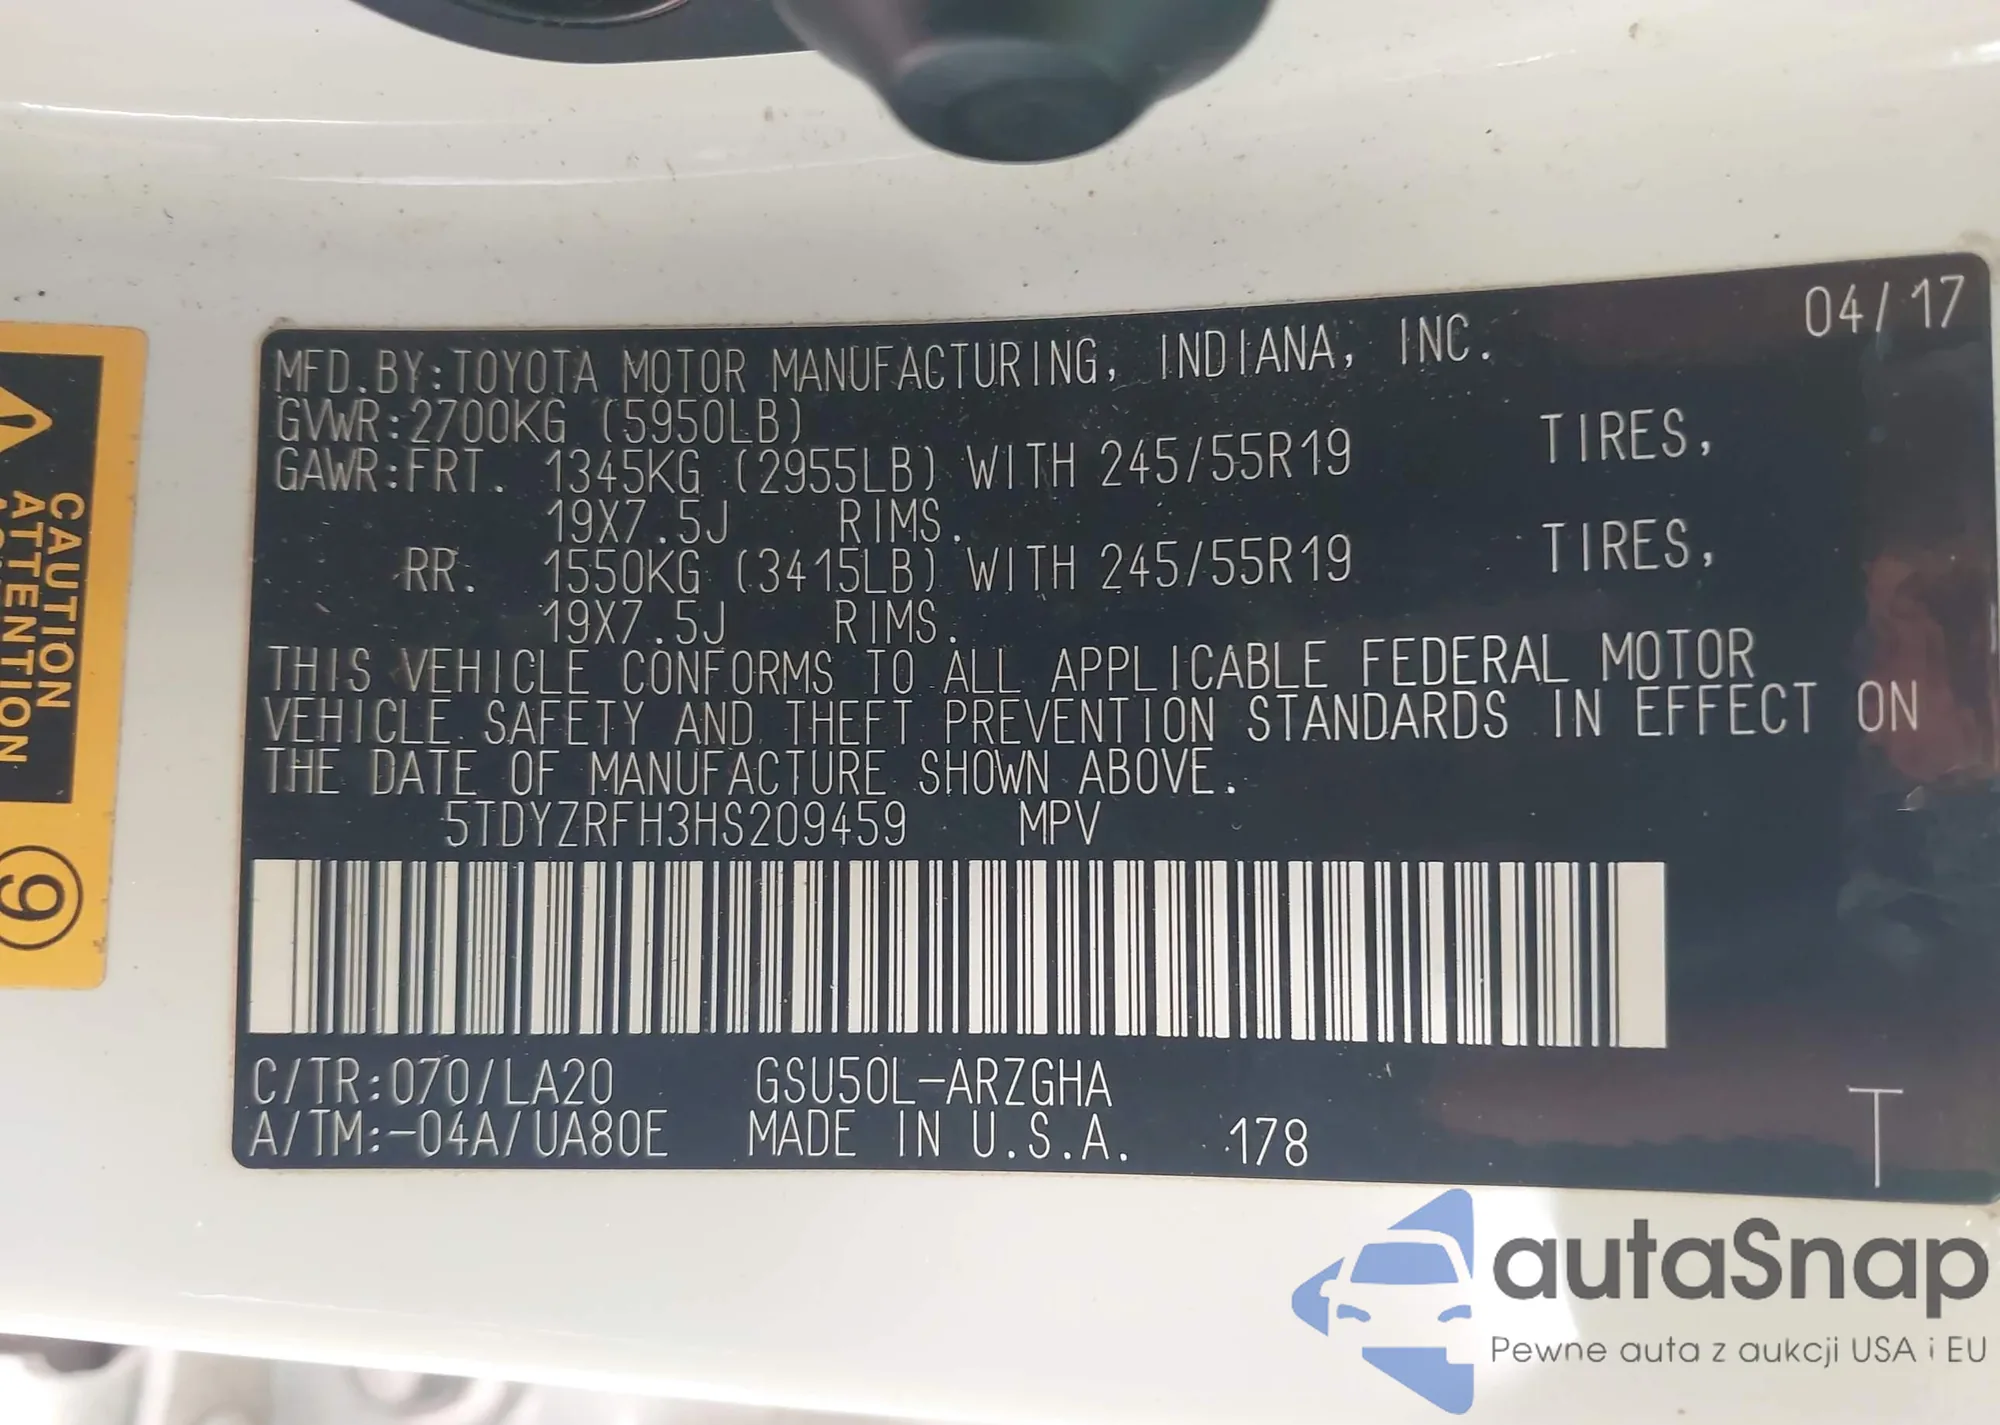 04/17
MFD.BY:TOYOTA MOTOR MANUFACTURING, INDIANA, INC.
GVWR:2700KG (5950LB)
GAWR:FRT. 1345KG (2955LB) WITH 245/55R19 TIRES,
19X7.5J RIMS.
RR. 1550KG (3415LB) WITH 245/55R19 TIRES,
19X7.5J RIMS.
THIS VEHICLE CONFORMS TO ALL APPLICABLE FEDERAL MOTOR
VEHICLE SAFETY AND THEFT PREVENTION STANDARDS IN EFFECT ON
THE DATE OF MANUFACTURE SHOWN ABOVE.
5TDYZRFH3HS209459 MPV
C/TR:070/LA20 GSU50L-ARZGHA
A/TM:-04A/UA80E MADE IN U.S.A. 178
T
CAUTION
ATTENTION
9
autaSnap
Pewne auta z aukcji USA i EU